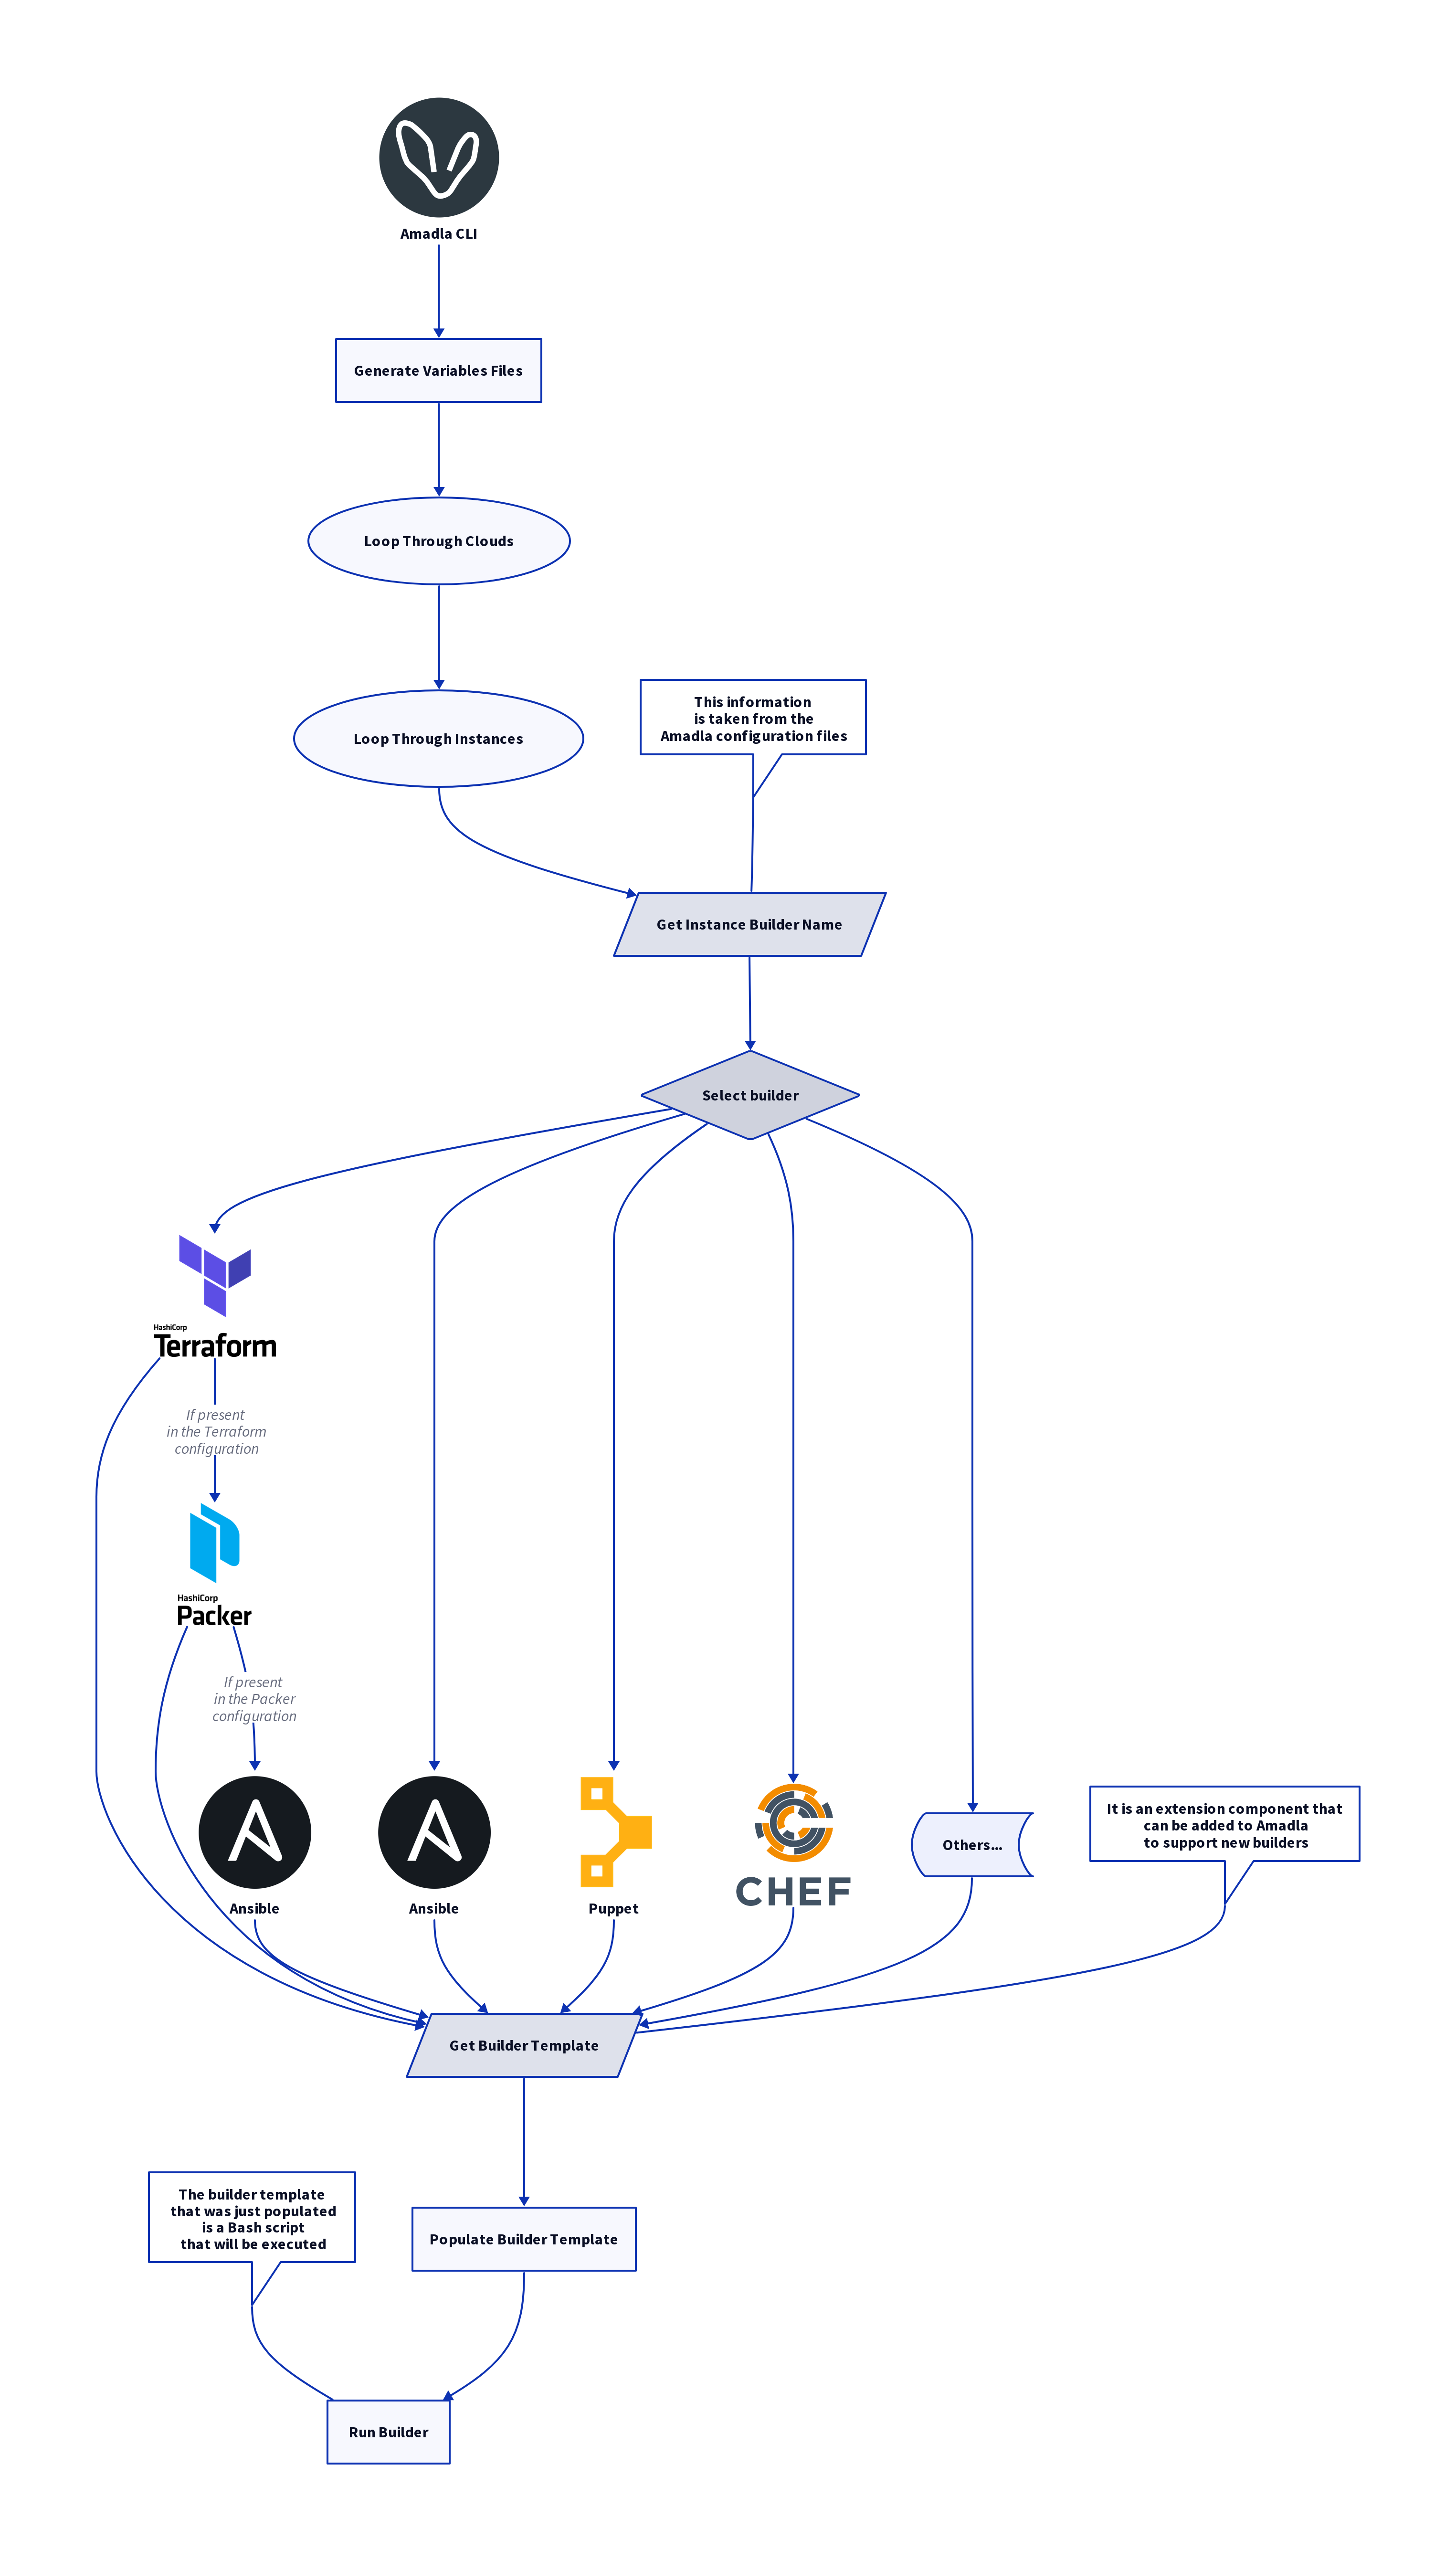 Amadla CLI
Generate Variables Files
Loop Through Clouds
This information
is taken from the
Amadla configuration files
Loop Through Instances
Get Instance Builder Name
Select builder
HashiCorp
Terraform
If present
in the Terraform
configuration
HashiCorp
Packer
If present
in the Packer
configuration
Ansible
Ansible
Puppet
CHEF
Others...
It is an extension component that
can be added to Amadla
to support new builders
Get Builder Template
The builder template
that was just populated
is a Bash script
that will be executed
Populate Builder Template
Run Builder